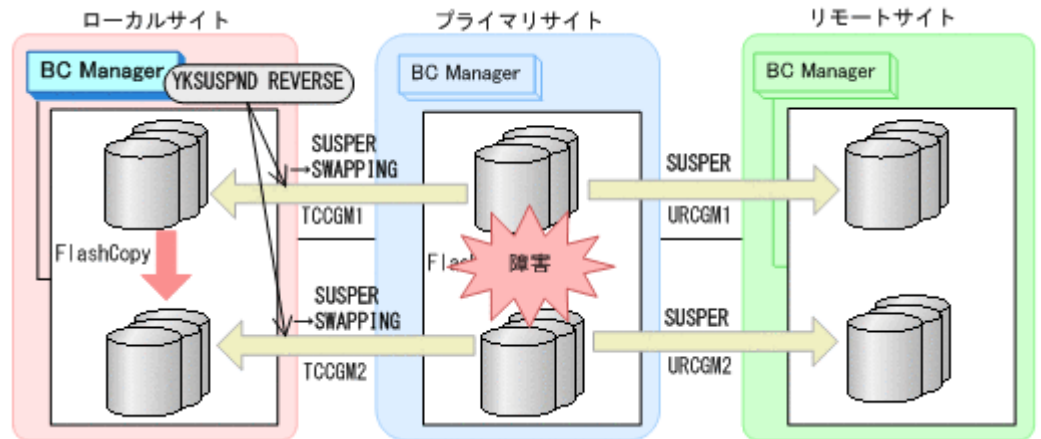 ローカルサイト
プライマリサイト
リモートサイト
BC Manager
YKSUSPND REVERSE
BC Manager
BC Manager
SUSPER
→SWAPPING
SUSPER
TCCGM1
URCGM1
FlashCopy
Flas
障害
SUSPER
→SWAPPING
SUSPER
TCCGM2
URCGM2